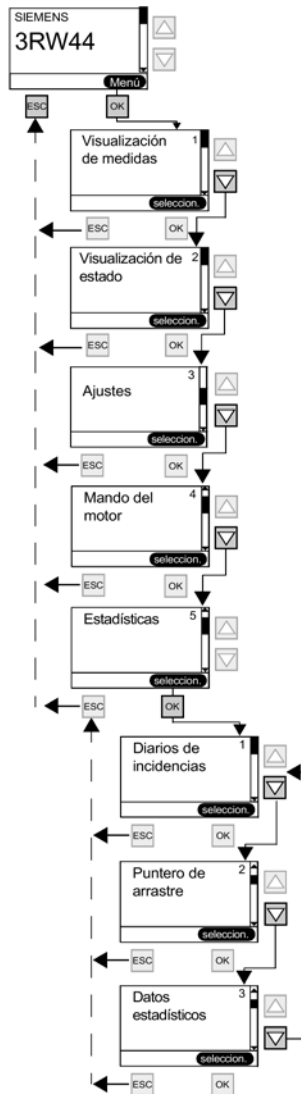 SIEMENS
3RW44
Menú
ESC
OK
Visualización
de medidas
1
seleccion.
ESC
OK
Visualización de
estado
2
seleccion.
ESC
OK
Ajustes
3
seleccion.
ESC
OK
Mando del
motor
4
seleccion.
ESC
OK
Estadísticas
5
seleccion.
ESC
OK
Diarios de
incidencias
1
seleccion.
ESC
OK
Puntero de
arrastre
2
seleccion.
ESC
OK
Datos
estadísticos
3
seleccion.
ESC
OK